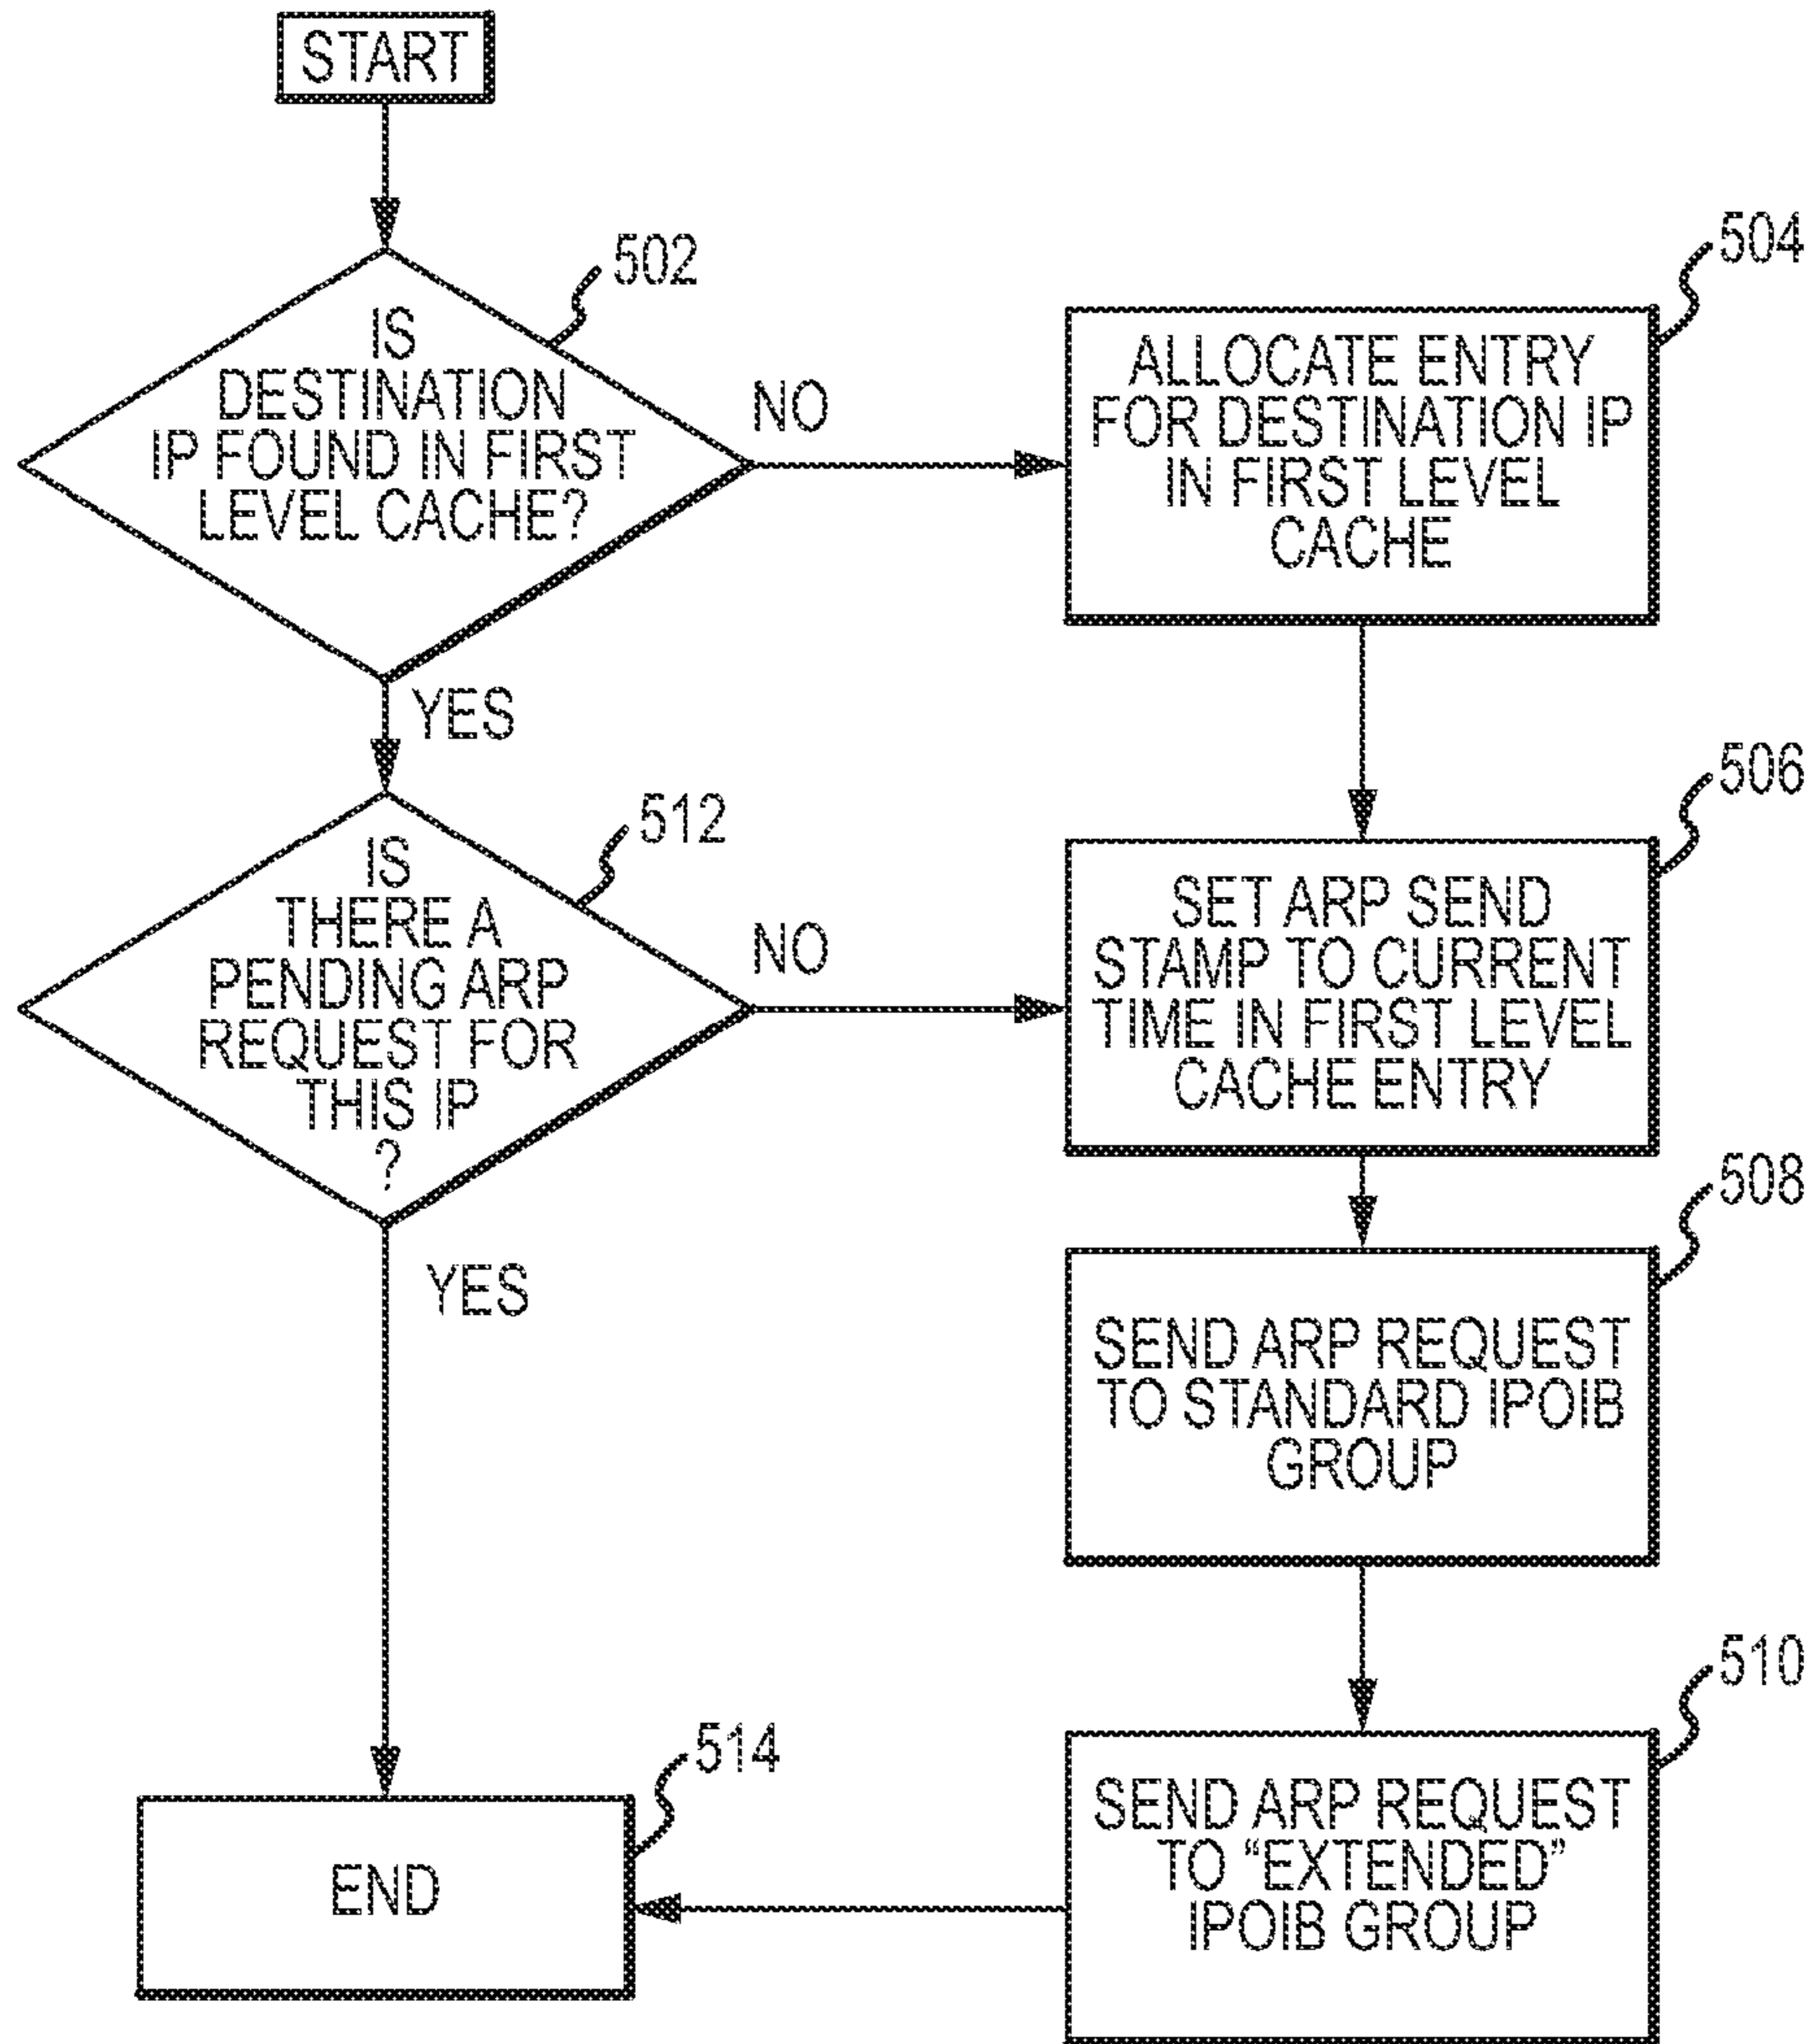 START
502
IS
DESTINATION
IP FOUND IN FIRST
LEVEL CACHE?
NO
YES
504
ALLOCATE ENTRY
FOR DESTINATION IP
IN FIRST LEVEL
CACHE
512
IS
THERE A
PENDING ARP
REQUEST FOR
THIS IP
?
NO
YES
506
SET ARP SEND
STAMP TO CURRENT
TIME IN FIRST LEVEL
CACHE ENTRY
508
SEND ARP REQUEST
TO STANDARD IPOIB
GROUP
510
SEND ARP REQUEST
TO “EXTENDED”
IPOIB GROUP
514
END